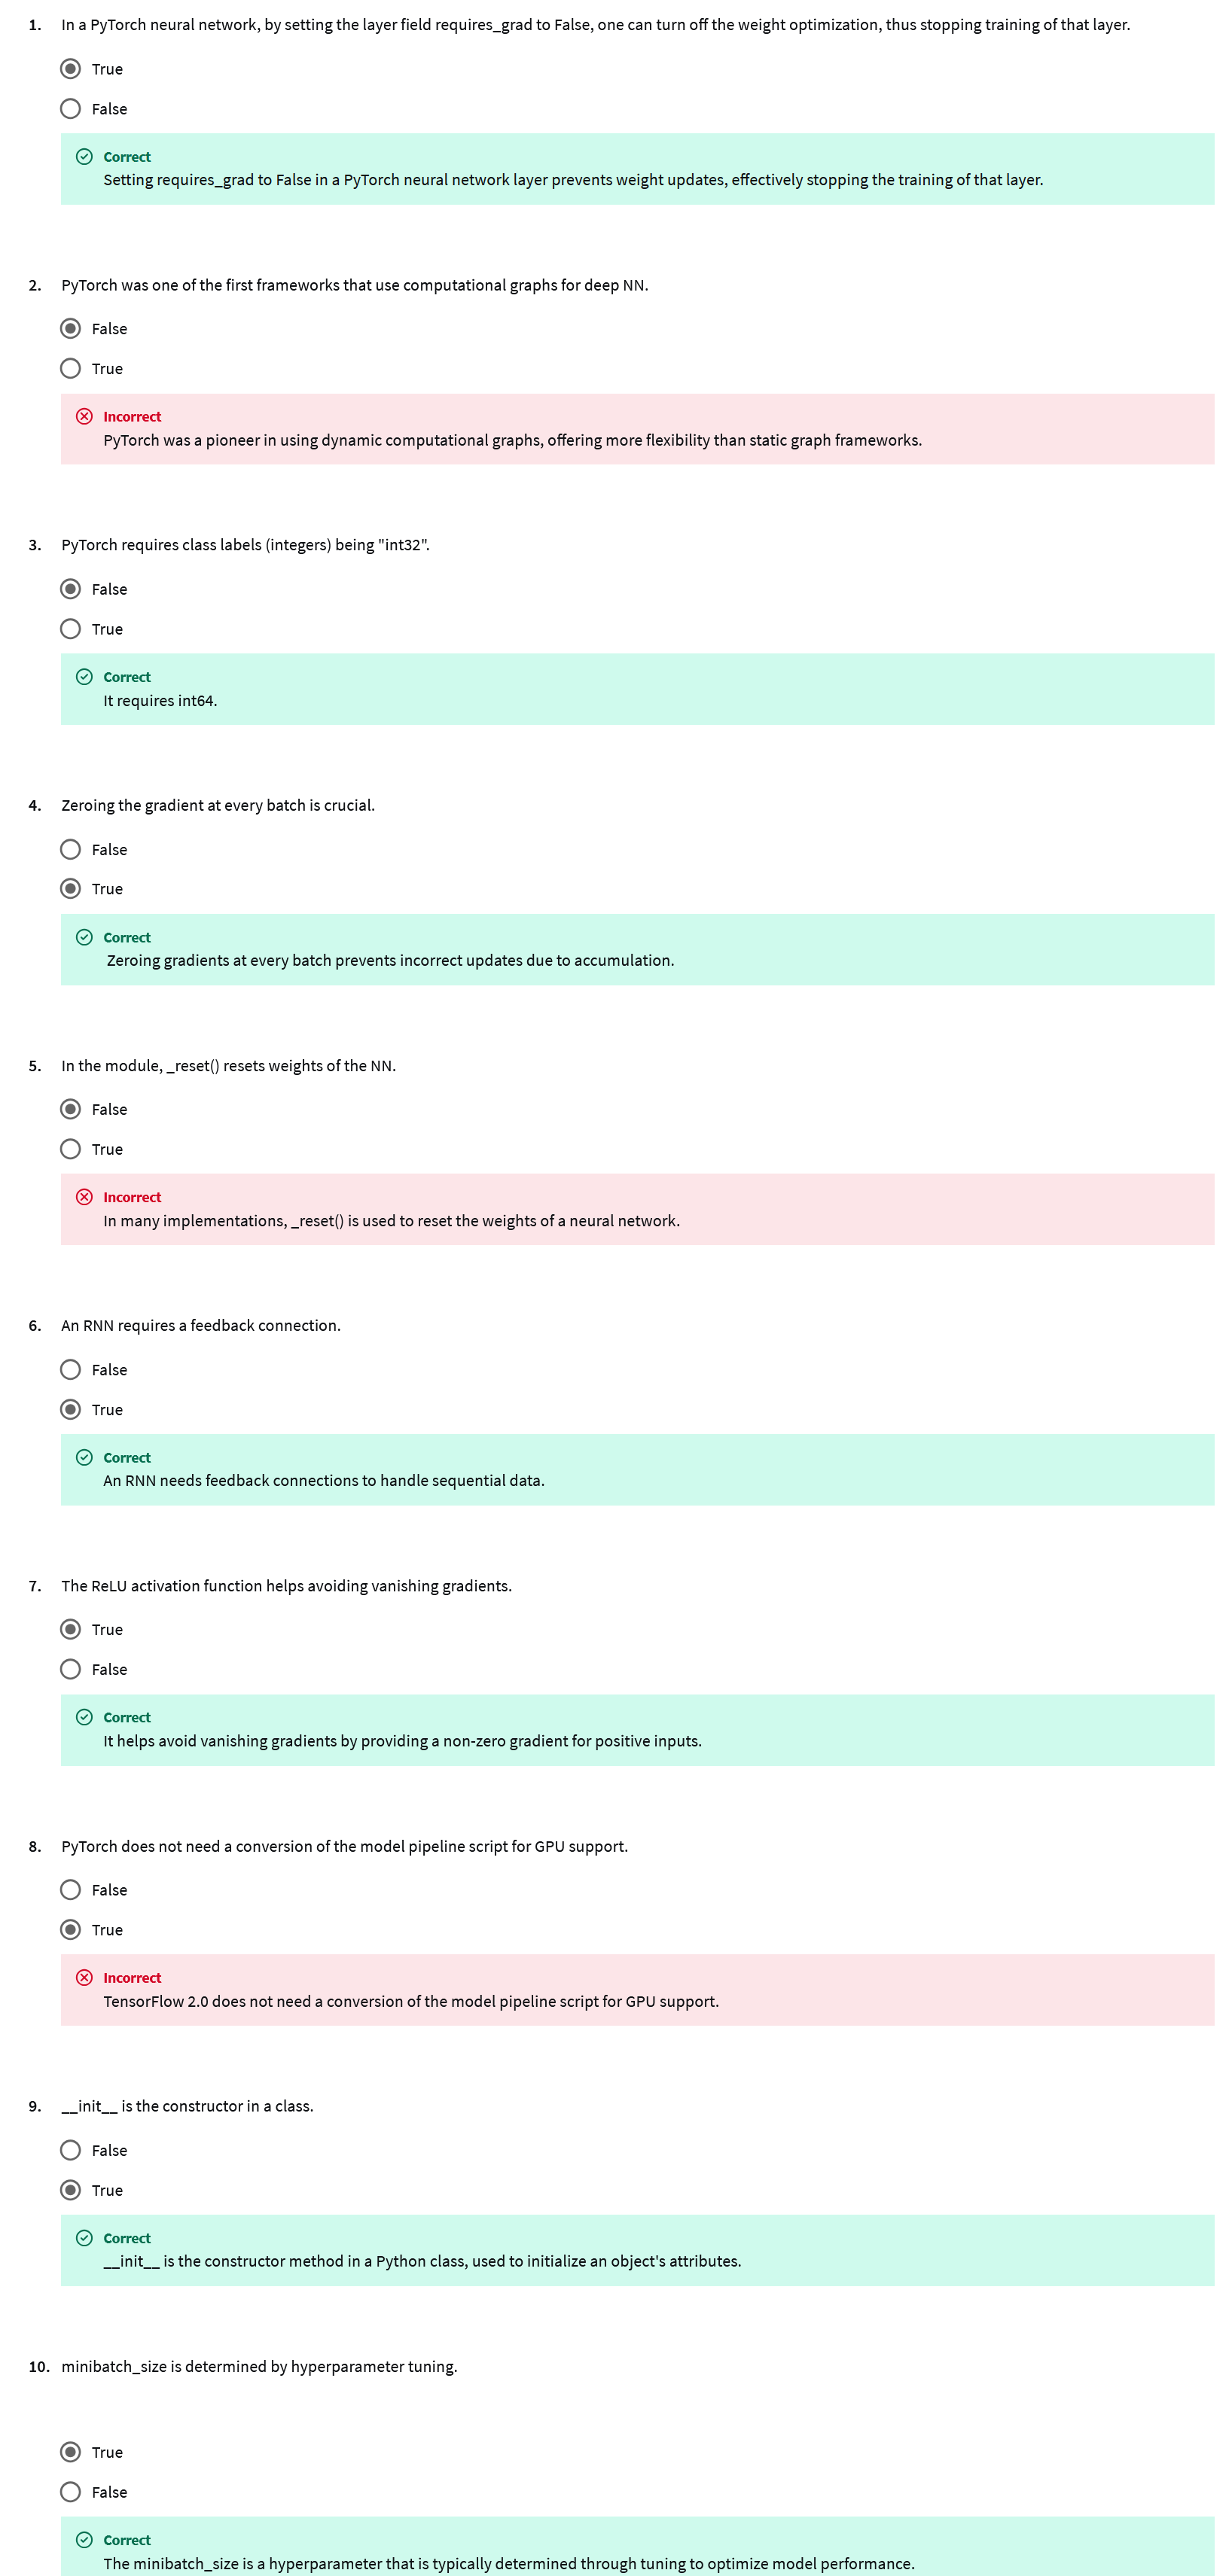 1. In a PyTorch neural network, by setting the layer field requires_grad to False, one can turn off the weight optimization, thus stopping training of that layer.
True
False
Correct
Setting requires_grad to False in a PyTorch neural network layer prevents weight updates, effectively stopping the training of that layer.
2. PyTorch was one of the first frameworks that use computational graphs for deep NN.
False
True
Incorrect
PyTorch was a pioneer in using dynamic computational graphs, offering more flexibility than static graph frameworks.
3. PyTorch requires class labels (integers) being "int32".
False
True
Correct
It requires int64.
4. Zeroing the gradient at every batch is crucial.
False
True
Correct
Zeroing gradients at every batch prevents incorrect updates due to accumulation.
5. In the module, _reset() resets weights of the NN.
False
True
Incorrect
In many implementations, _reset() is used to reset the weights of a neural network.
6. An RNN requires a feedback connection.
False
True
Correct
An RNN needs feedback connections to handle sequential data.
7. The ReLU activation function helps avoiding vanishing gradients.
True
False
Correct
It helps avoid vanishing gradients by providing a non-zero gradient for positive inputs.
8. PyTorch does not need a conversion of the model pipeline script for GPU support.
False
True
Incorrect
TensorFlow 2.0 does not need a conversion of the model pipeline script for GPU support.
9. __init__ is the constructor in a class.
False
True
Correct
__init__ is the constructor method in a Python class, used to initialize an object's attributes.
10. minibatch_size is determined by hyperparameter tuning.
True
False
Correct
The minibatch_size is a hyperparameter that is typically determined through tuning to optimize model performance.